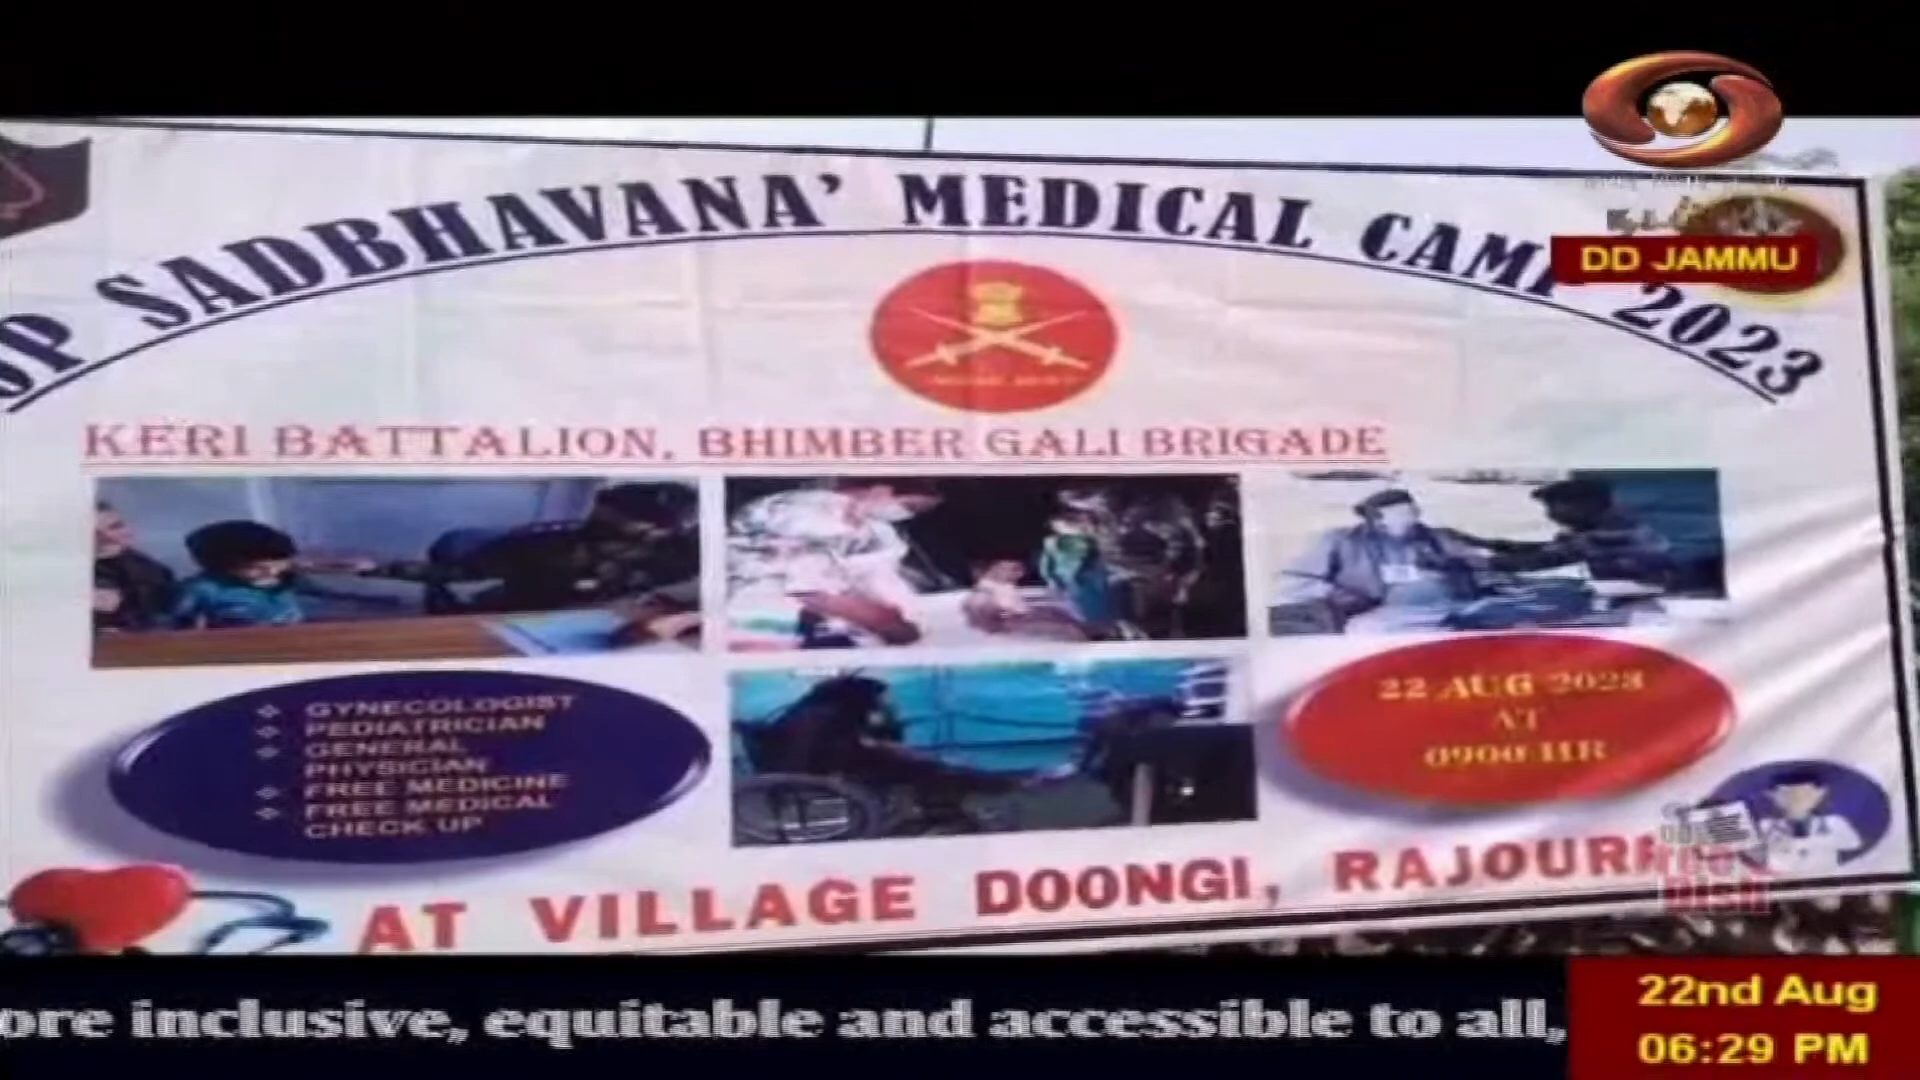 UP SADBHAVANA’ MEDICAL CAMP 2023
DD JAMMU
KERI BATTALION, BHIMBER GALI BRIGADE
GYNECOLOGIST
PEDIATRICIAN
GENERAL
PHYSICIAN
FREE MEDICINE
FREE MEDICAL
CHECK UP
22 AUG 2023
AT
0900 HR
AT VILLAGE DOONGI, RAJOURI
ore inclusive, equitable and accessible to all,
22nd Aug
06:29 PM